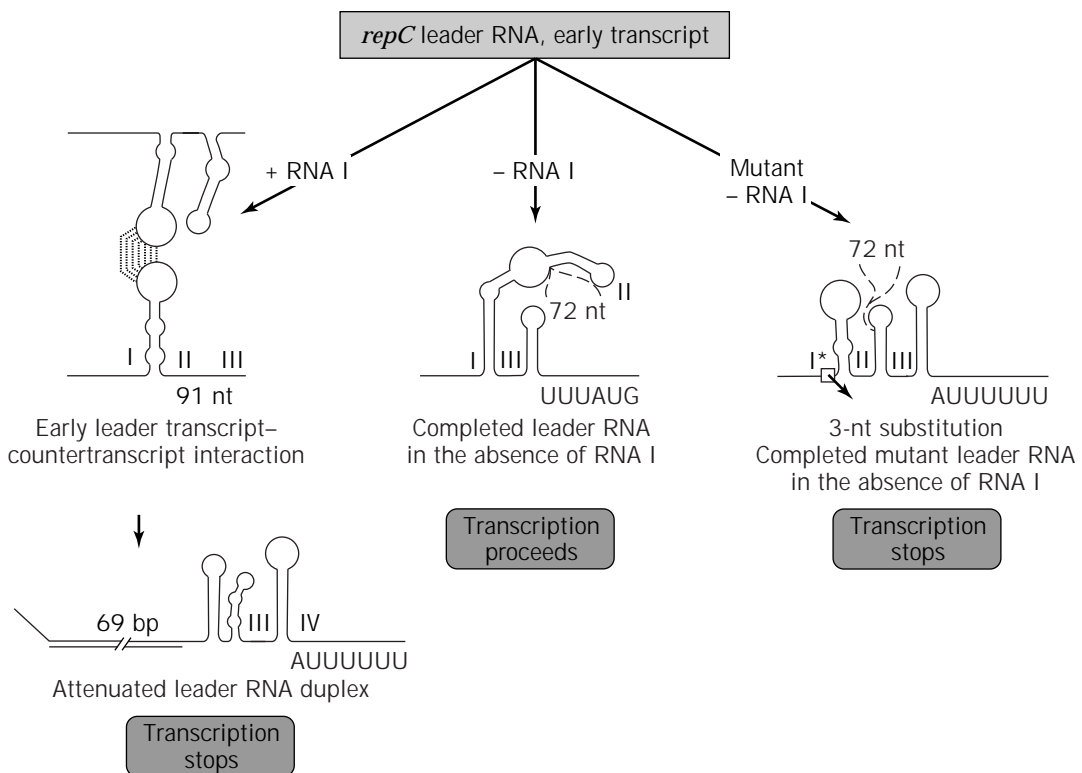 repC leader RNA, early transcript
+ RNA I
– RNA I
Mutant
– RNA I
I II III
91 nt
Early leader transcript–
countertranscript interaction
II
72 nt
I III
UUUAUG
Completed leader RNA
in the absence of RNA I
Transcription
proceeds
72 nt
I* II III
AUUUUUU
3-nt substitution
Completed mutant leader RNA
in the absence of RNA I
Transcription
stops
69 bp
III IV
AUUUUUU
Attenuated leader RNA duplex
Transcription
stops